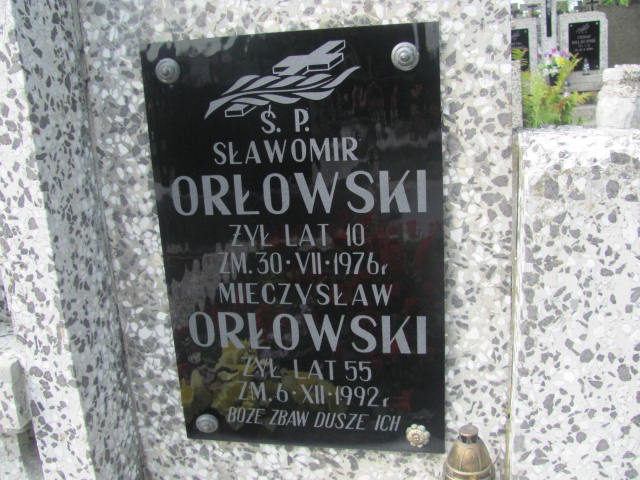 Ś. P.
SŁAWOMIR
ORŁOWSKI
ŻYŁ LAT 10
ZM. 30·VII·1976r
MIECZYSŁAW
ORŁOWSKI
ŻYŁ LAT 55
ZM. 6·XII·1992r
BOŻE ZBAW DUSZE ICH